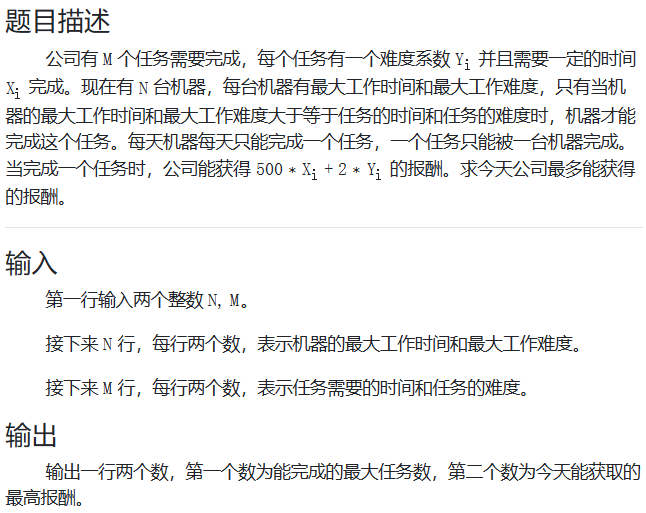 题目描述
公司有 M 个任务需要完成，每个任务有一个难度系数 Yi 并且需要一定的时间
Xi 完成。现在有 N 台机器，每台机器有最大工作时间和最大工作难度，只有当机
器的最大工作时间和最大工作难度大于等于任务的时间和任务的难度时，机器才能
完成这个任务。每天机器每天只能完成一个任务，一个任务只能被一台机器完成。
当完成一个任务时，公司能获得 500 * Xi + 2 * Yi 的报酬。求今天公司最多能获得
的报酬。
输入
第一行输入两个整数 N, M。
接下来 N 行，每行两个数，表示机器的最大工作时间和最大工作难度。
接下来 M 行，每行两个数，表示任务需要的时间和任务的难度。
输出
输出一行两个数，第一个数为能完成的最大任务数，第二个数为今天能获取的
最高报酬。